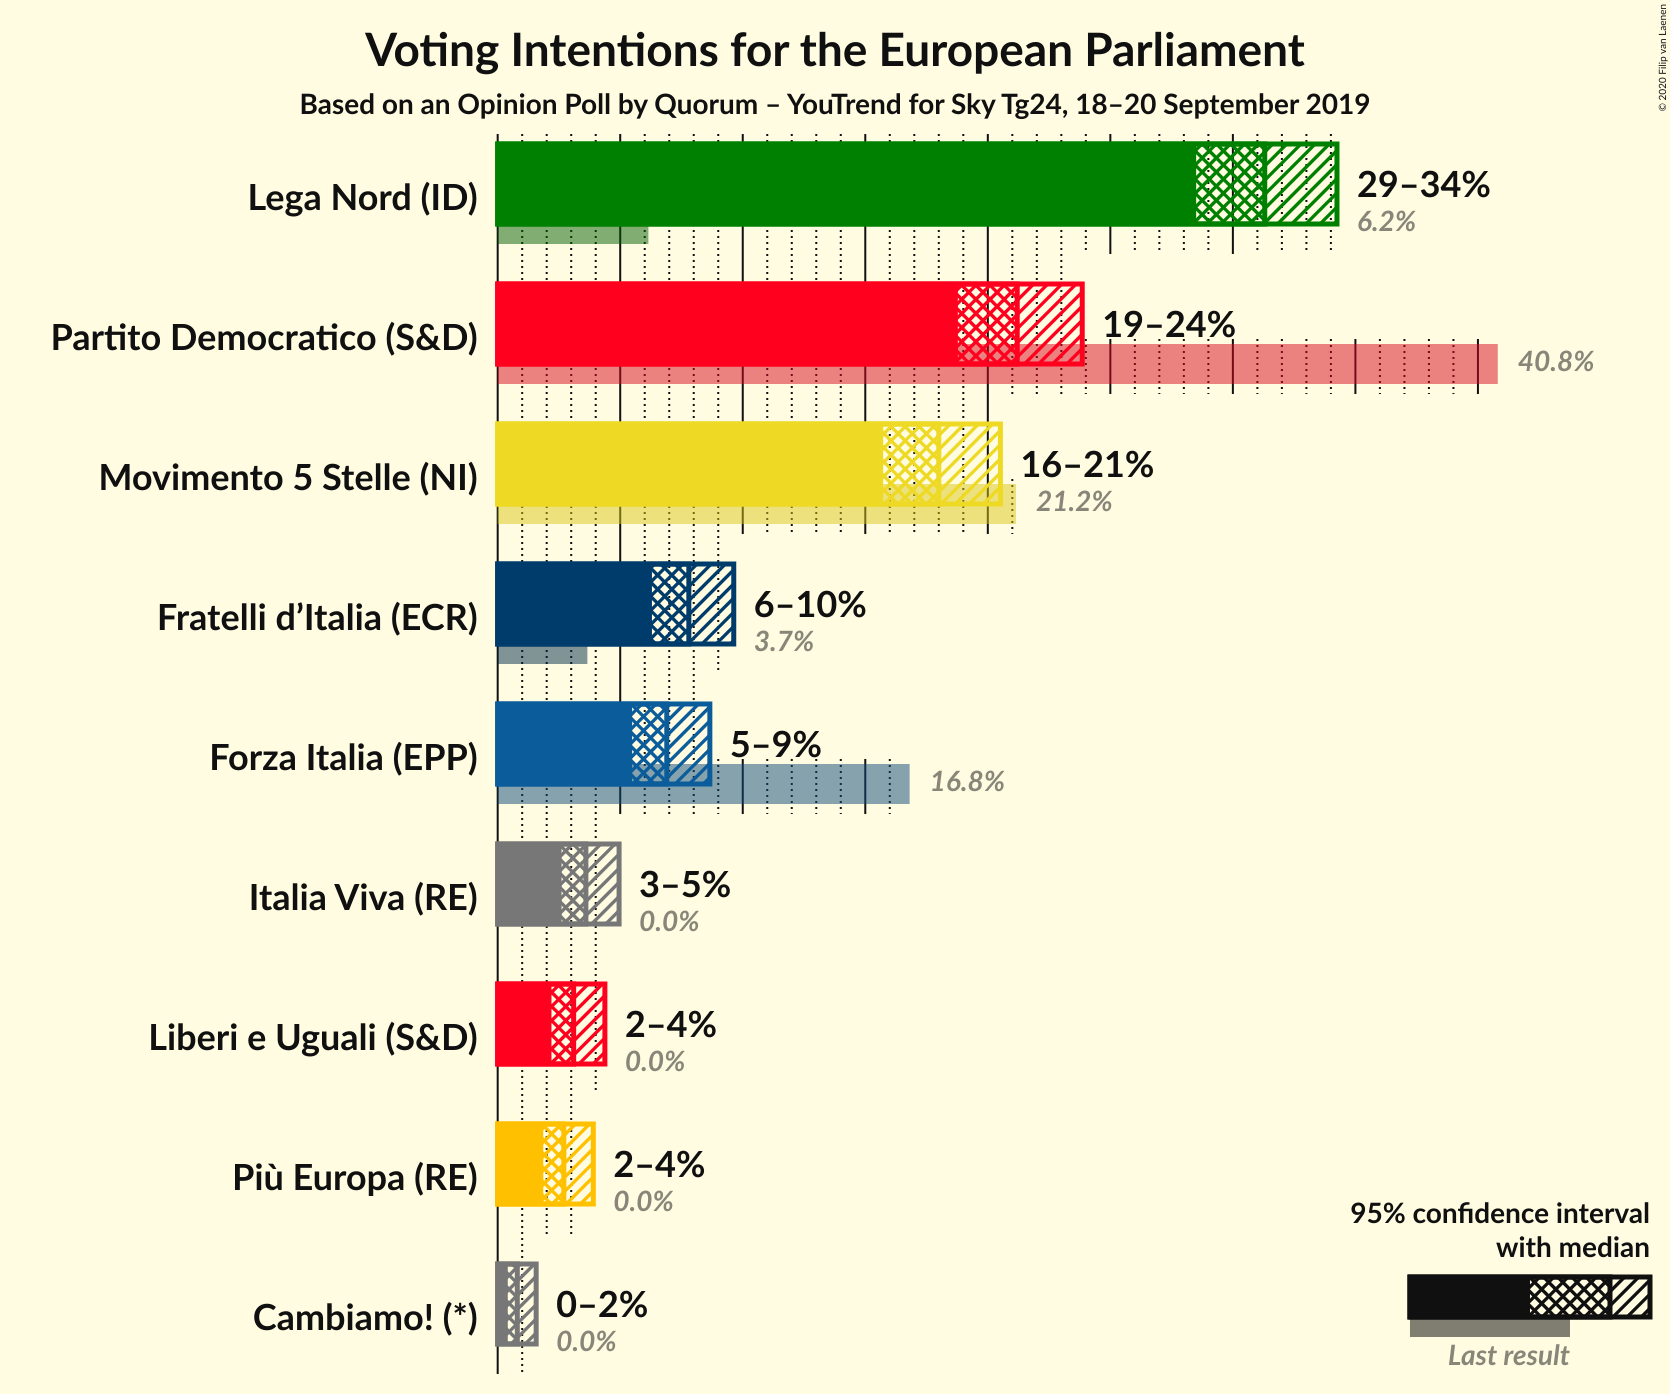 Voting Intentions for the European Parliament
Based on an Opinion Poll by Quorum – YouTrend for Sky Tg24, 18–20 September 2019
© 2020 Filip van Laenen
Lega Nord (ID)
29–34%
6.2%
Partito Democratico (S&D)
19–24%
40.8%
Movimento 5 Stelle (NI)
16–21%
21.2%
Fratelli d’Italia (ECR)
6–10%
3.7%
Forza Italia (EPP)
5–9%
16.8%
Italia Viva (RE)
3–5%
0.0%
Liberi e Uguali (S&D)
2–4%
0.0%
Più Europa (RE)
2–4%
0.0%
Cambiamo! (*)
0–2%
0.0%
95% confidence interval
with median
Last result